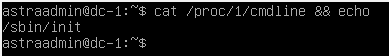 astraadmin@dc-1:~$ cat /proc/1/cmdline && echo
/sbin/init
astraadmin@dc-1:~$